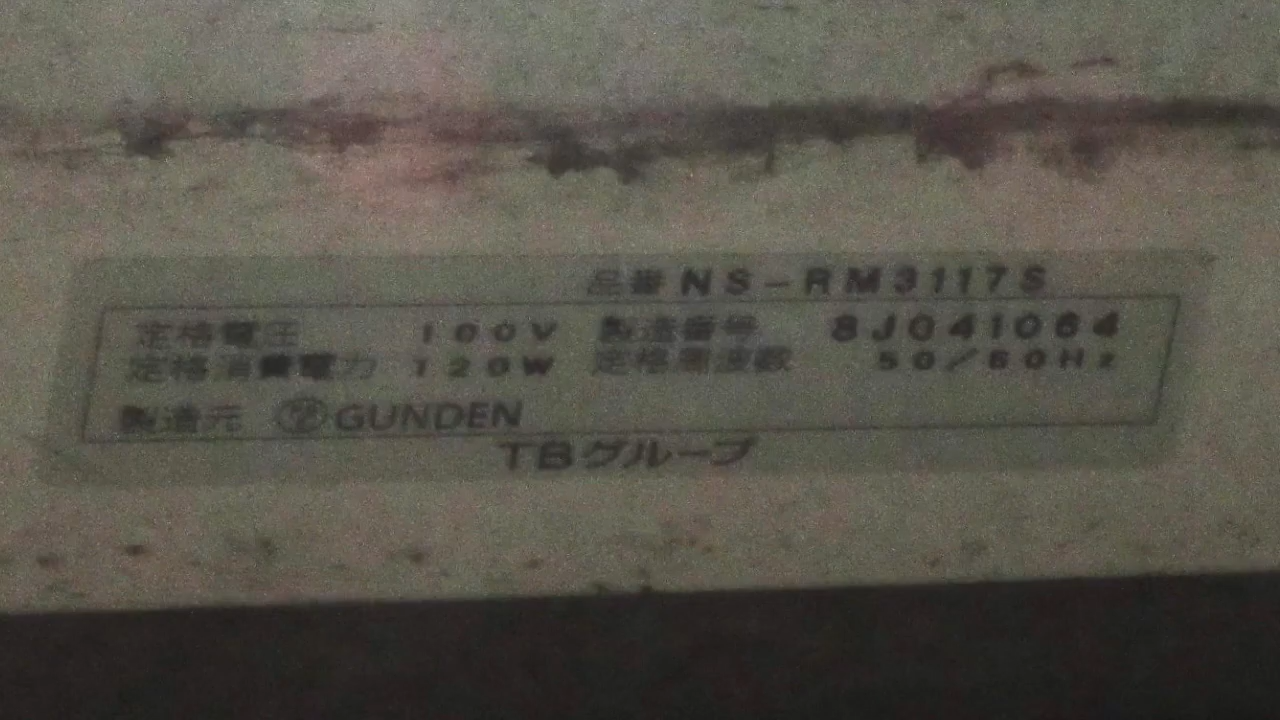 品番 NS-RM3117S
定格電圧 100V 製造番号 8J041064
定格消費電力 120W 定格周波数 50/60Hz
製造元 GUNDEN
TBグループ